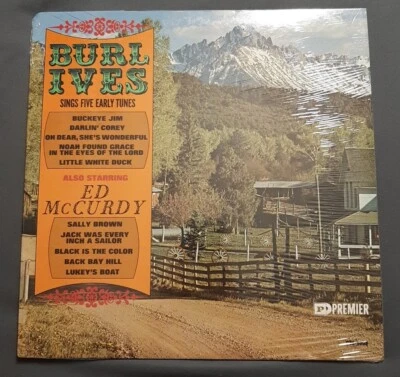 BURL
IVES
SINGS FIVE EARLY TUNES
BUCKEYE JIM
DARLIN' COREY
OH DEAR, SHE'S WONDERFUL
NOAH FOUND GRACE
IN THE EYES OF THE LORD
LITTLE WHITE DUCK
ALSO STARRING
ED
McCURDY
SALLY BROWN
JACK WAS EVERY
INCH A SAILOR
BLACK IS THE COLOR
BACK BAY HILL
LUKEY'S BOAT
PREMIER